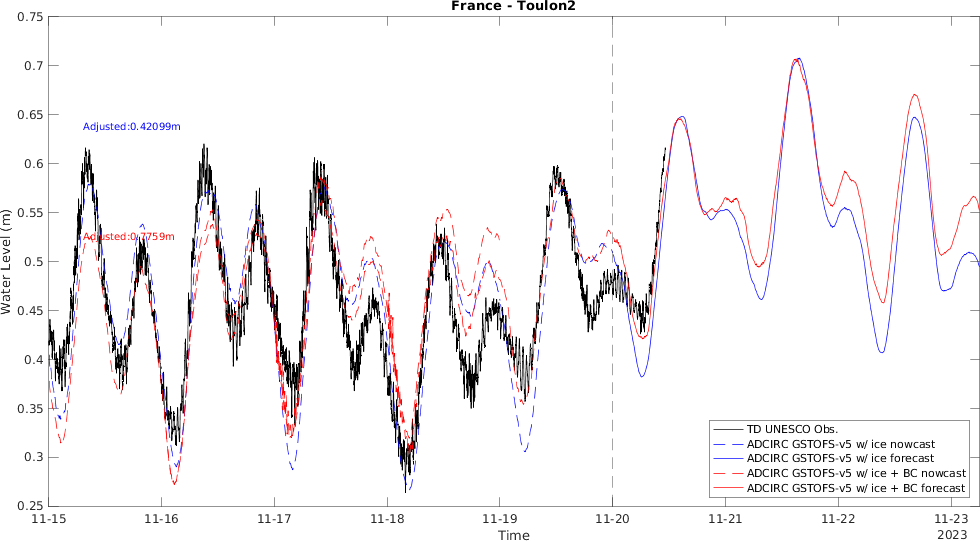 France - Toulon2
Water Level (m)
0.75
0.7
0.65
0.6
0.55
0.5
0.45
0.4
0.35
0.3
0.25
Adjusted:0.42099m
Adjusted:0.7759m
TD UNESCO Obs.
ADCIRC GSTOFS-v5 w/ ice nowcast
ADCIRC GSTOFS-v5 w/ ice forecast
ADCIRC GSTOFS-v5 w/ ice + BC nowcast
ADCIRC GSTOFS-v5 w/ ice + BC forecast
11-15 11-16 11-17 11-18 11-19 11-20 11-21 11-22 11-23
2023
Time